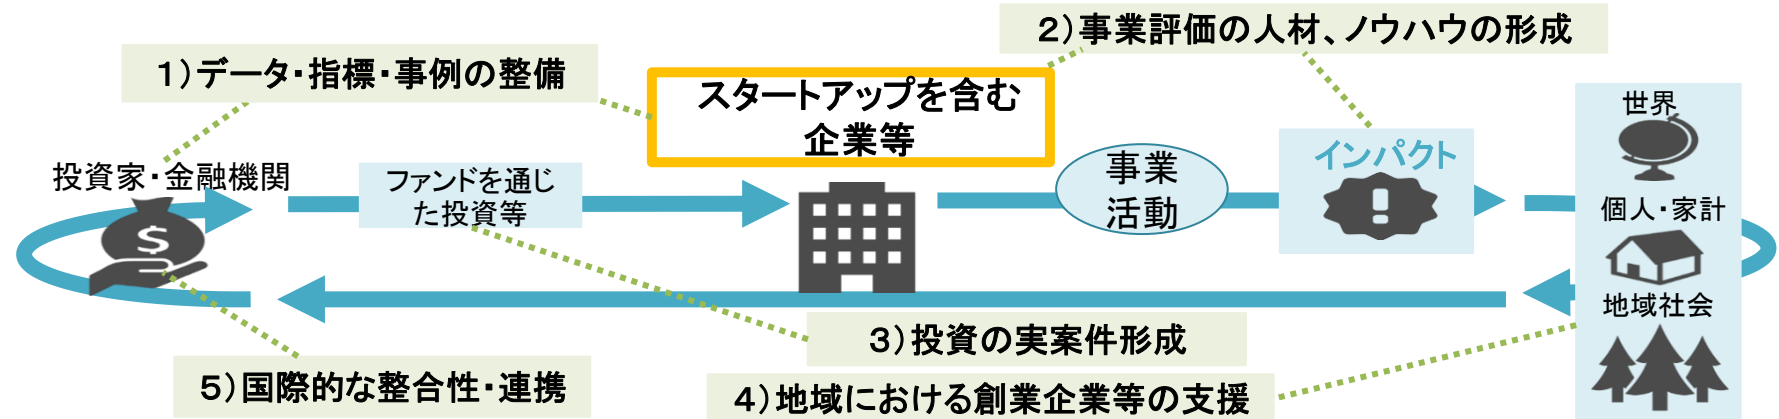 １）データ・指標・事例の整備
２）事業評価の人材、ノウハウの形成
スタートアップを含む
企業等
投資家・金融機関
ファンドを通じ
た投資等
事業
活動
インパクト
世界
個人・家計
地域社会
３）投資の実案件形成
４）地域における創業企業等の支援
５）国際的な整合性・連携